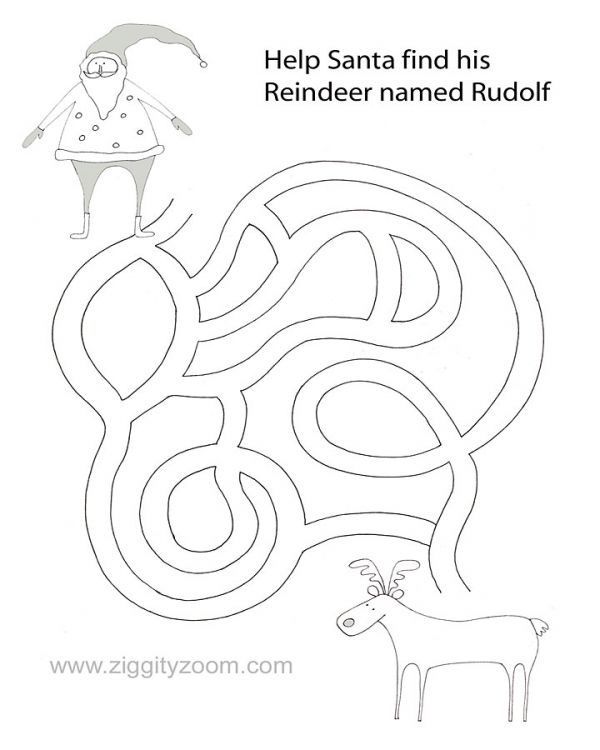 Help Santa find his
Reindeer named Rudolf
www.ziggityzoom.com